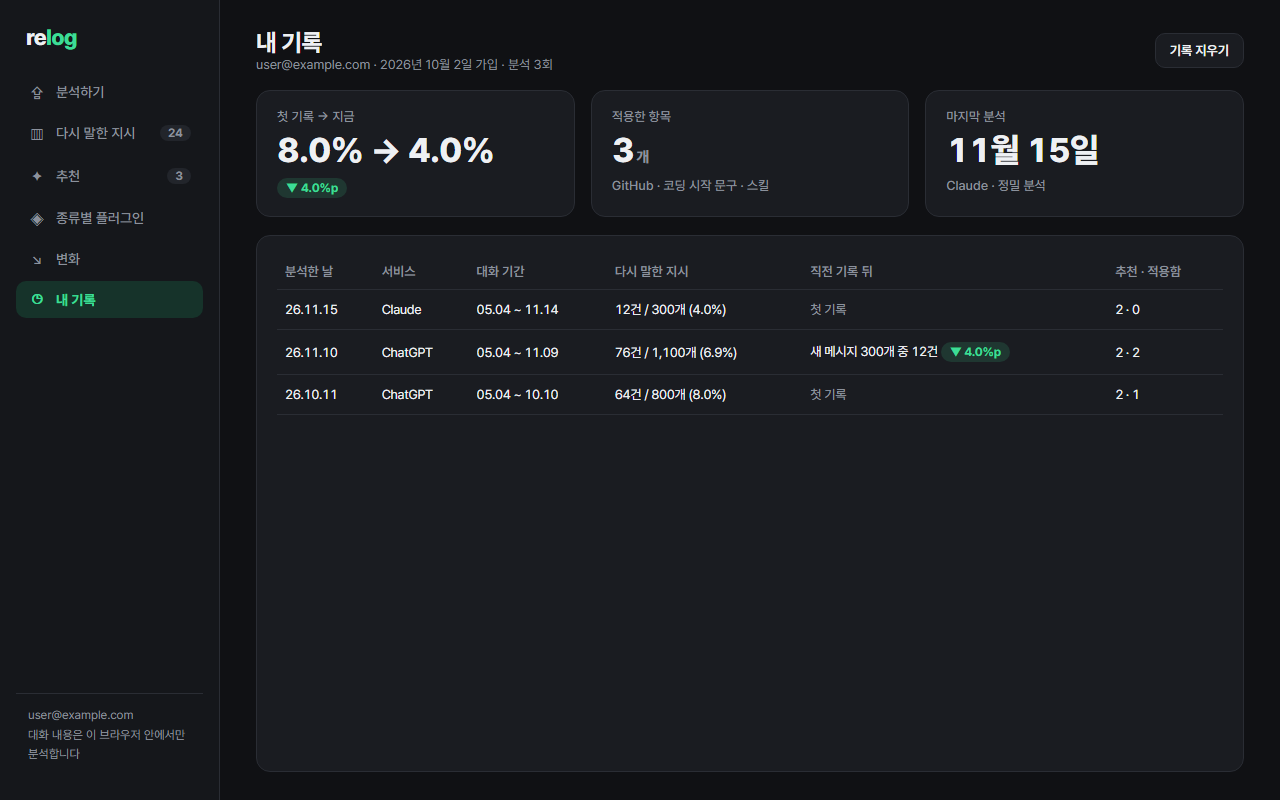 relog
분석하기
다시 말한 지시 24
추천 3
종류별 플러그인
변화
내 기록
user@example.com
대화 내용은 이 브라우저 안에서만
분석합니다
내 기록
user@example.com · 2026년 10월 2일 가입 · 분석 3회
기록 지우기
첫 기록 → 지금
8.0% → 4.0%
▼ 4.0%p
적용한 항목
3개
GitHub · 코딩 시작 문구 · 스킬
마지막 분석
11월 15일
Claude · 정밀 분석
분석한 날 서비스 대화 기간 다시 말한 지시 직전 기록 뒤 추천 · 적용함
26.11.15 Claude 05.04 ~ 11.14 12건 / 300개 (4.0%) 첫 기록 2 · 0
26.11.10 ChatGPT 05.04 ~ 11.09 76건 / 1,100개 (6.9%) 새 메시지 300개 중 12건 ▼ 4.0%p 2 · 2
26.10.11 ChatGPT 05.04 ~ 10.10 64건 / 800개 (8.0%) 첫 기록 2 · 1